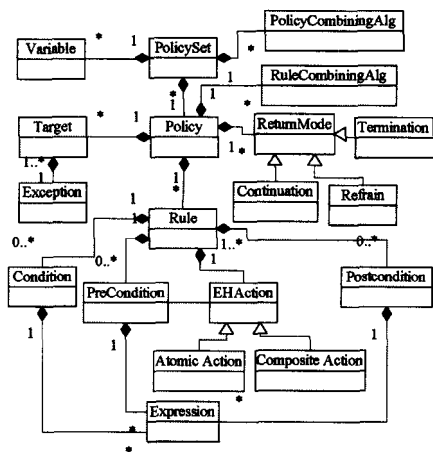 PolicyCombiningAlg
Variable * 1 PolicySet 1 *
RuleCombiningAlg
* 1 1
Target * 1 Policy 1 * ReturnMode Termination
1..* 1 * 1 *
Exception Continuation Refrain
Rule
1 1 1..* 1
0..* 0..* 0..*
Condition PreCondition EHAction Postcondition
1 1 1
Atomic Action Composite Action
*
Expression
*
*